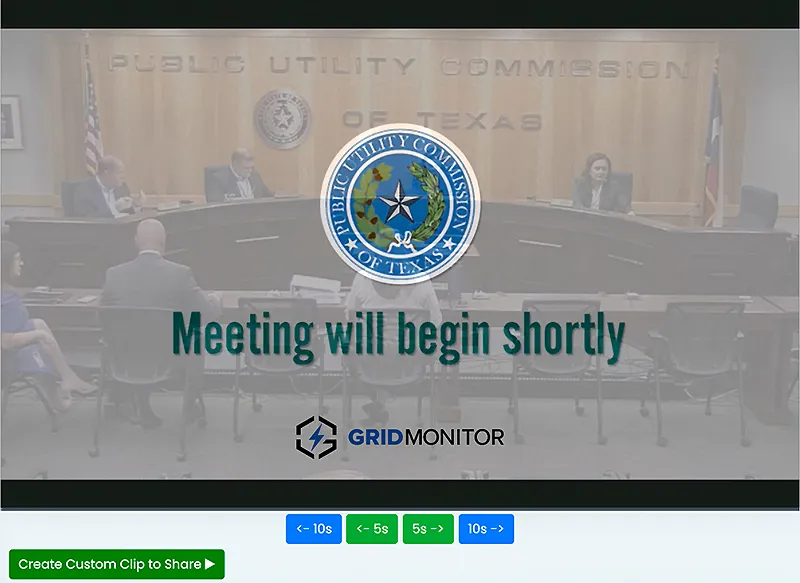 PUBLIC UTILITY COMMISSION
OF TEXAS
PUBLIC UTILITY COMMISSION
OF TEXAS
Meeting will begin shortly
GRIDMONITOR
<- 10s
<- 5s
5s ->
10s ->
Create Custom Clip to Share ▶